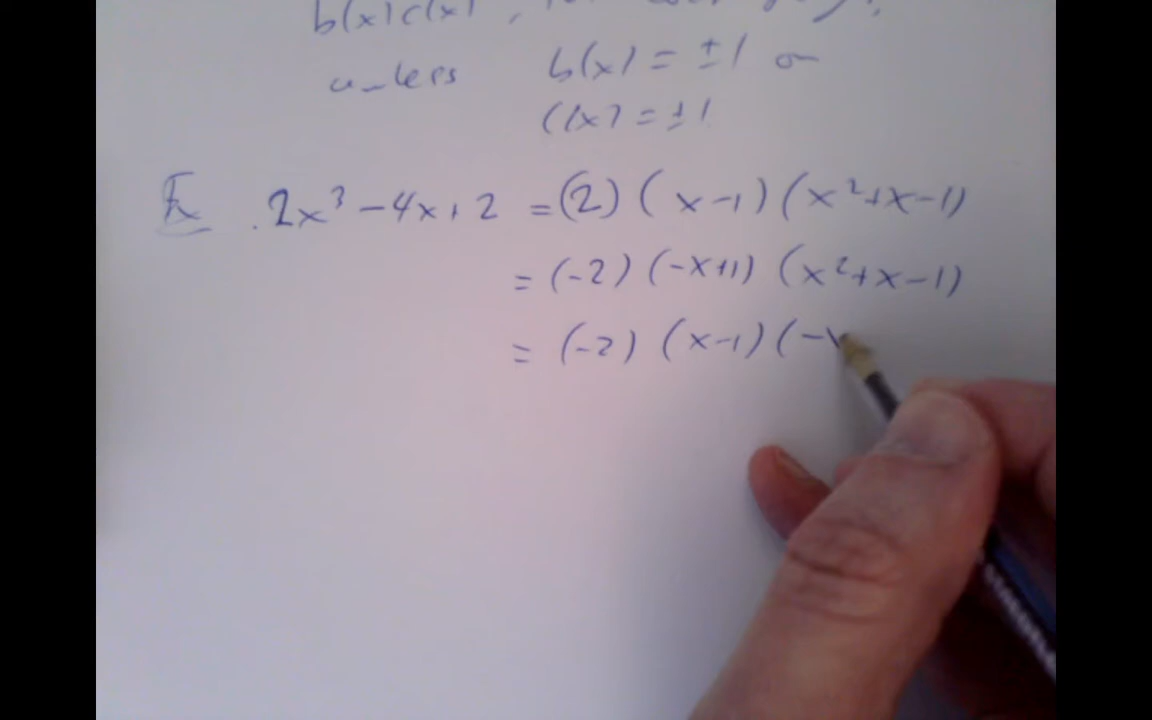 b(x)c(x),
unless b(x) = ±1 or
c(x) = ±1
Ex . 2x³ - 4x + 2 = (2) (x-1) (x²+x-1)
= (-2) (-x+1) (x²+x-1)
= (-2) (x-1) (-x